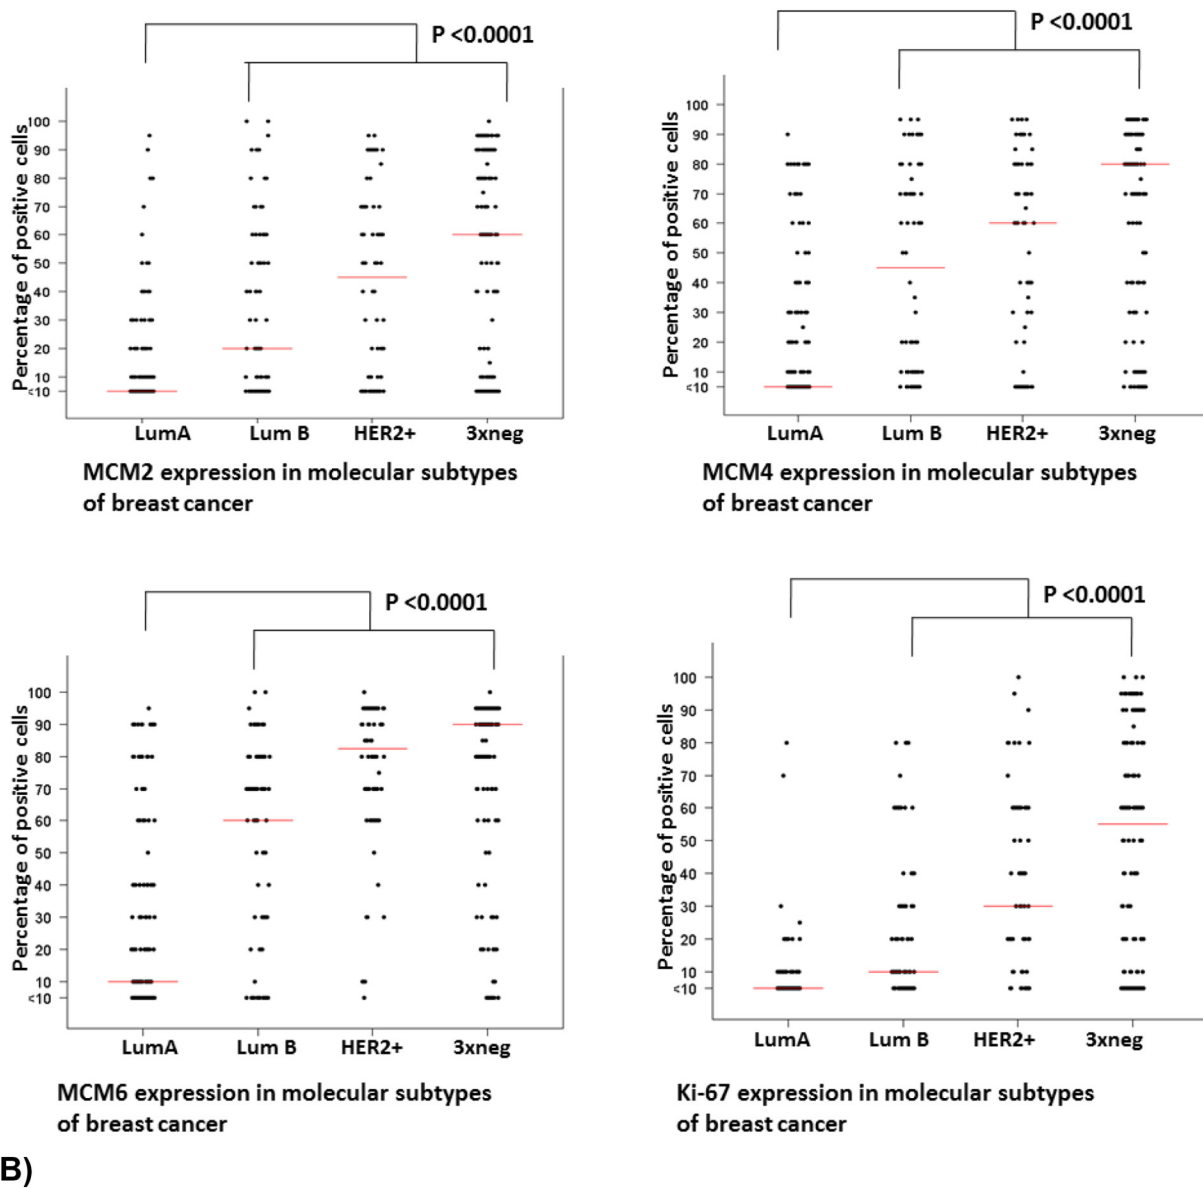 P <0.0001
Percentage of positive cells
100
90
80
70
60
50
40
30
20
10
<10
LumA Lum B HER2+ 3xneg
MCM2 expression in molecular subtypes
of breast cancer
P <0.0001
Percentage of positive cells
100
90
80
70
60
50
40
30
20
10
<10
LumA Lum B HER2+ 3xneg
MCM4 expression in molecular subtypes
of breast cancer
P <0.0001
Percentage of positive cells
100
90
80
70
60
50
40
30
20
10
<10
LumA Lum B HER2+ 3xneg
MCM6 expression in molecular subtypes
of breast cancer
P <0.0001
Percentage of positive cells
100
90
80
70
60
50
40
30
20
10
<10
LumA Lum B HER2+ 3xneg
Ki-67 expression in molecular subtypes
of breast cancer
B)